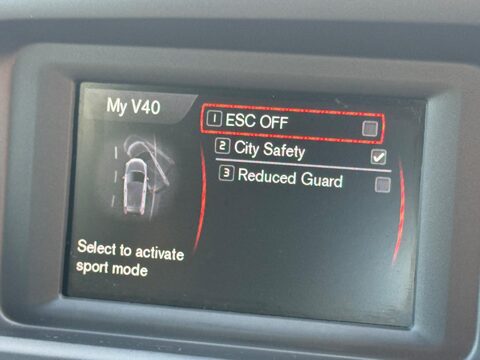 My V40
1 ESC OFF
2 City Safety
3 Reduced Guard
Select to activate
sport mode